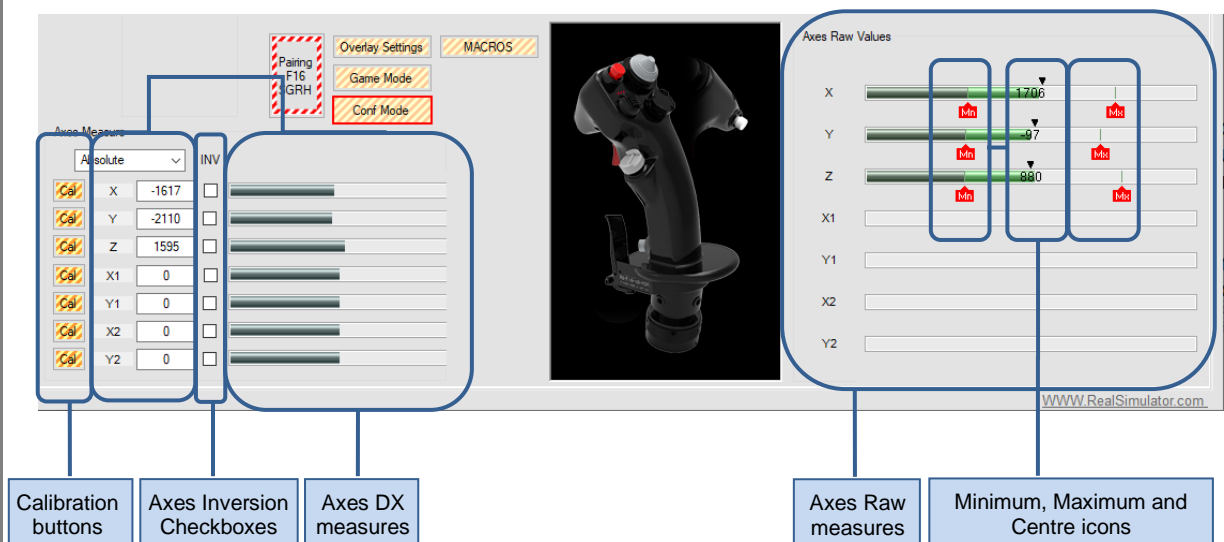 Overlay Settings MACROS
Pairing
F16
SGRH
Game Mode
Conf Mode
Axes Measure
Absolute INV
Cal X -1617
Cal Y -2110
Cal Z 1595
Cal X1 0
Cal Y1 0
Cal X2 0
Cal Y2 0
Axes Raw Values
X 1706
Mn Mx
Y -97
Mn Mx
Z 880
Mn Mx
X1
Y1
X2
Y2
WWW.RealSimulator.com
Calibration
buttons
Axes Inversion
Checkboxes
Axes DX
measures
Axes Raw
measures
Minimum, Maximum and
Centre icons